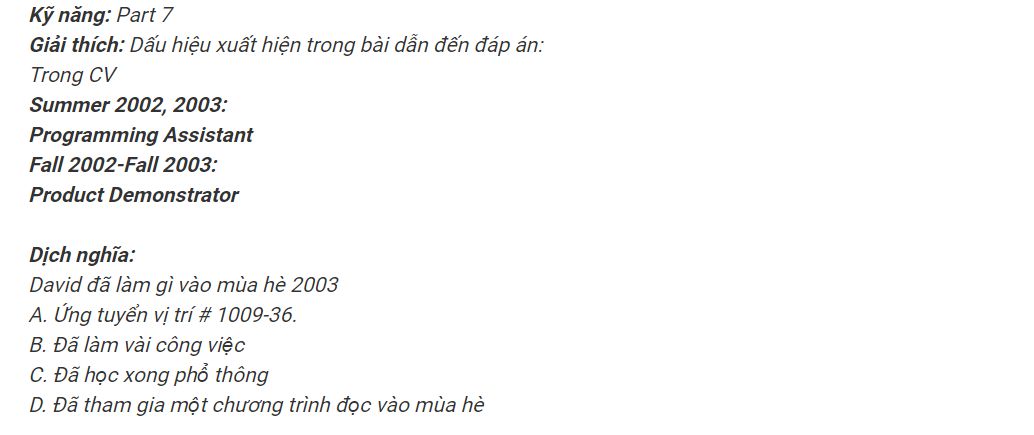 Kỹ năng: Part 7
Giải thích: Dấu hiệu xuất hiện trong bài dẫn đến đáp án:
Trong CV
Summer 2002, 2003:
Programming Assistant
Fall 2002-Fall 2003:
Product Demonstrator
Dịch nghĩa:
David đã làm gì vào mùa hè 2003
A. Ứng tuyển vị trí # 1009-36.
B. Đã làm vài công việc
C. Đã học xong phổ thông
D. Đã tham gia một chương trình đọc vào mùa hè